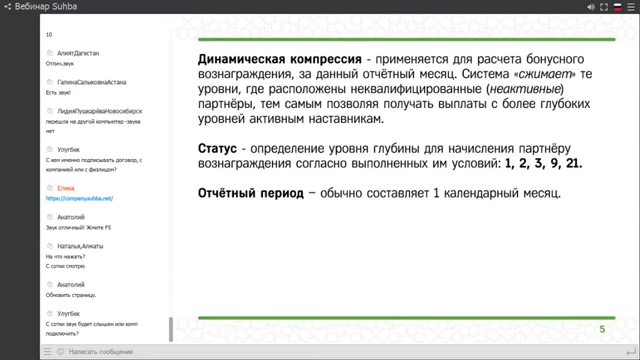 Вебинар Suhba
10
АлиятДагестан
Отлич,звук
ГалинаСалыковнаАстана
Есть звук!
ЛидияПушкарёваНовосибирск
перешла на другой компьютер -звука
нет
Улугбек
С кем именно подписывать договор, с
компанией или с физлицом?
Елена
https://companysuhba.net/
Анатолий
Звук отличный! Жмите F5
Наталья,Алматы
На что нажать?
С сотки смотрю
Анатолий
Обновить страницу.
Улугбек
С сотки звук будет слышен или комп
подключить?
Написать сообщение
Динамическая компрессия - применяется для расчета бонусного
вознаграждения, за данный отчётный месяц. Система «сжимает» те
уровни, где расположены неквалифицированные (неактивные)
партнёры, тем самым позволяя получать выплаты с более глубоких
уровней активным наставникам.
Статус - определение уровня глубины для начисления партнёру
вознаграждения согласно выполненных им условий: 1, 2, 3, 9, 21.
Отчётный период – обычно составляет 1 календарный месяц.
5